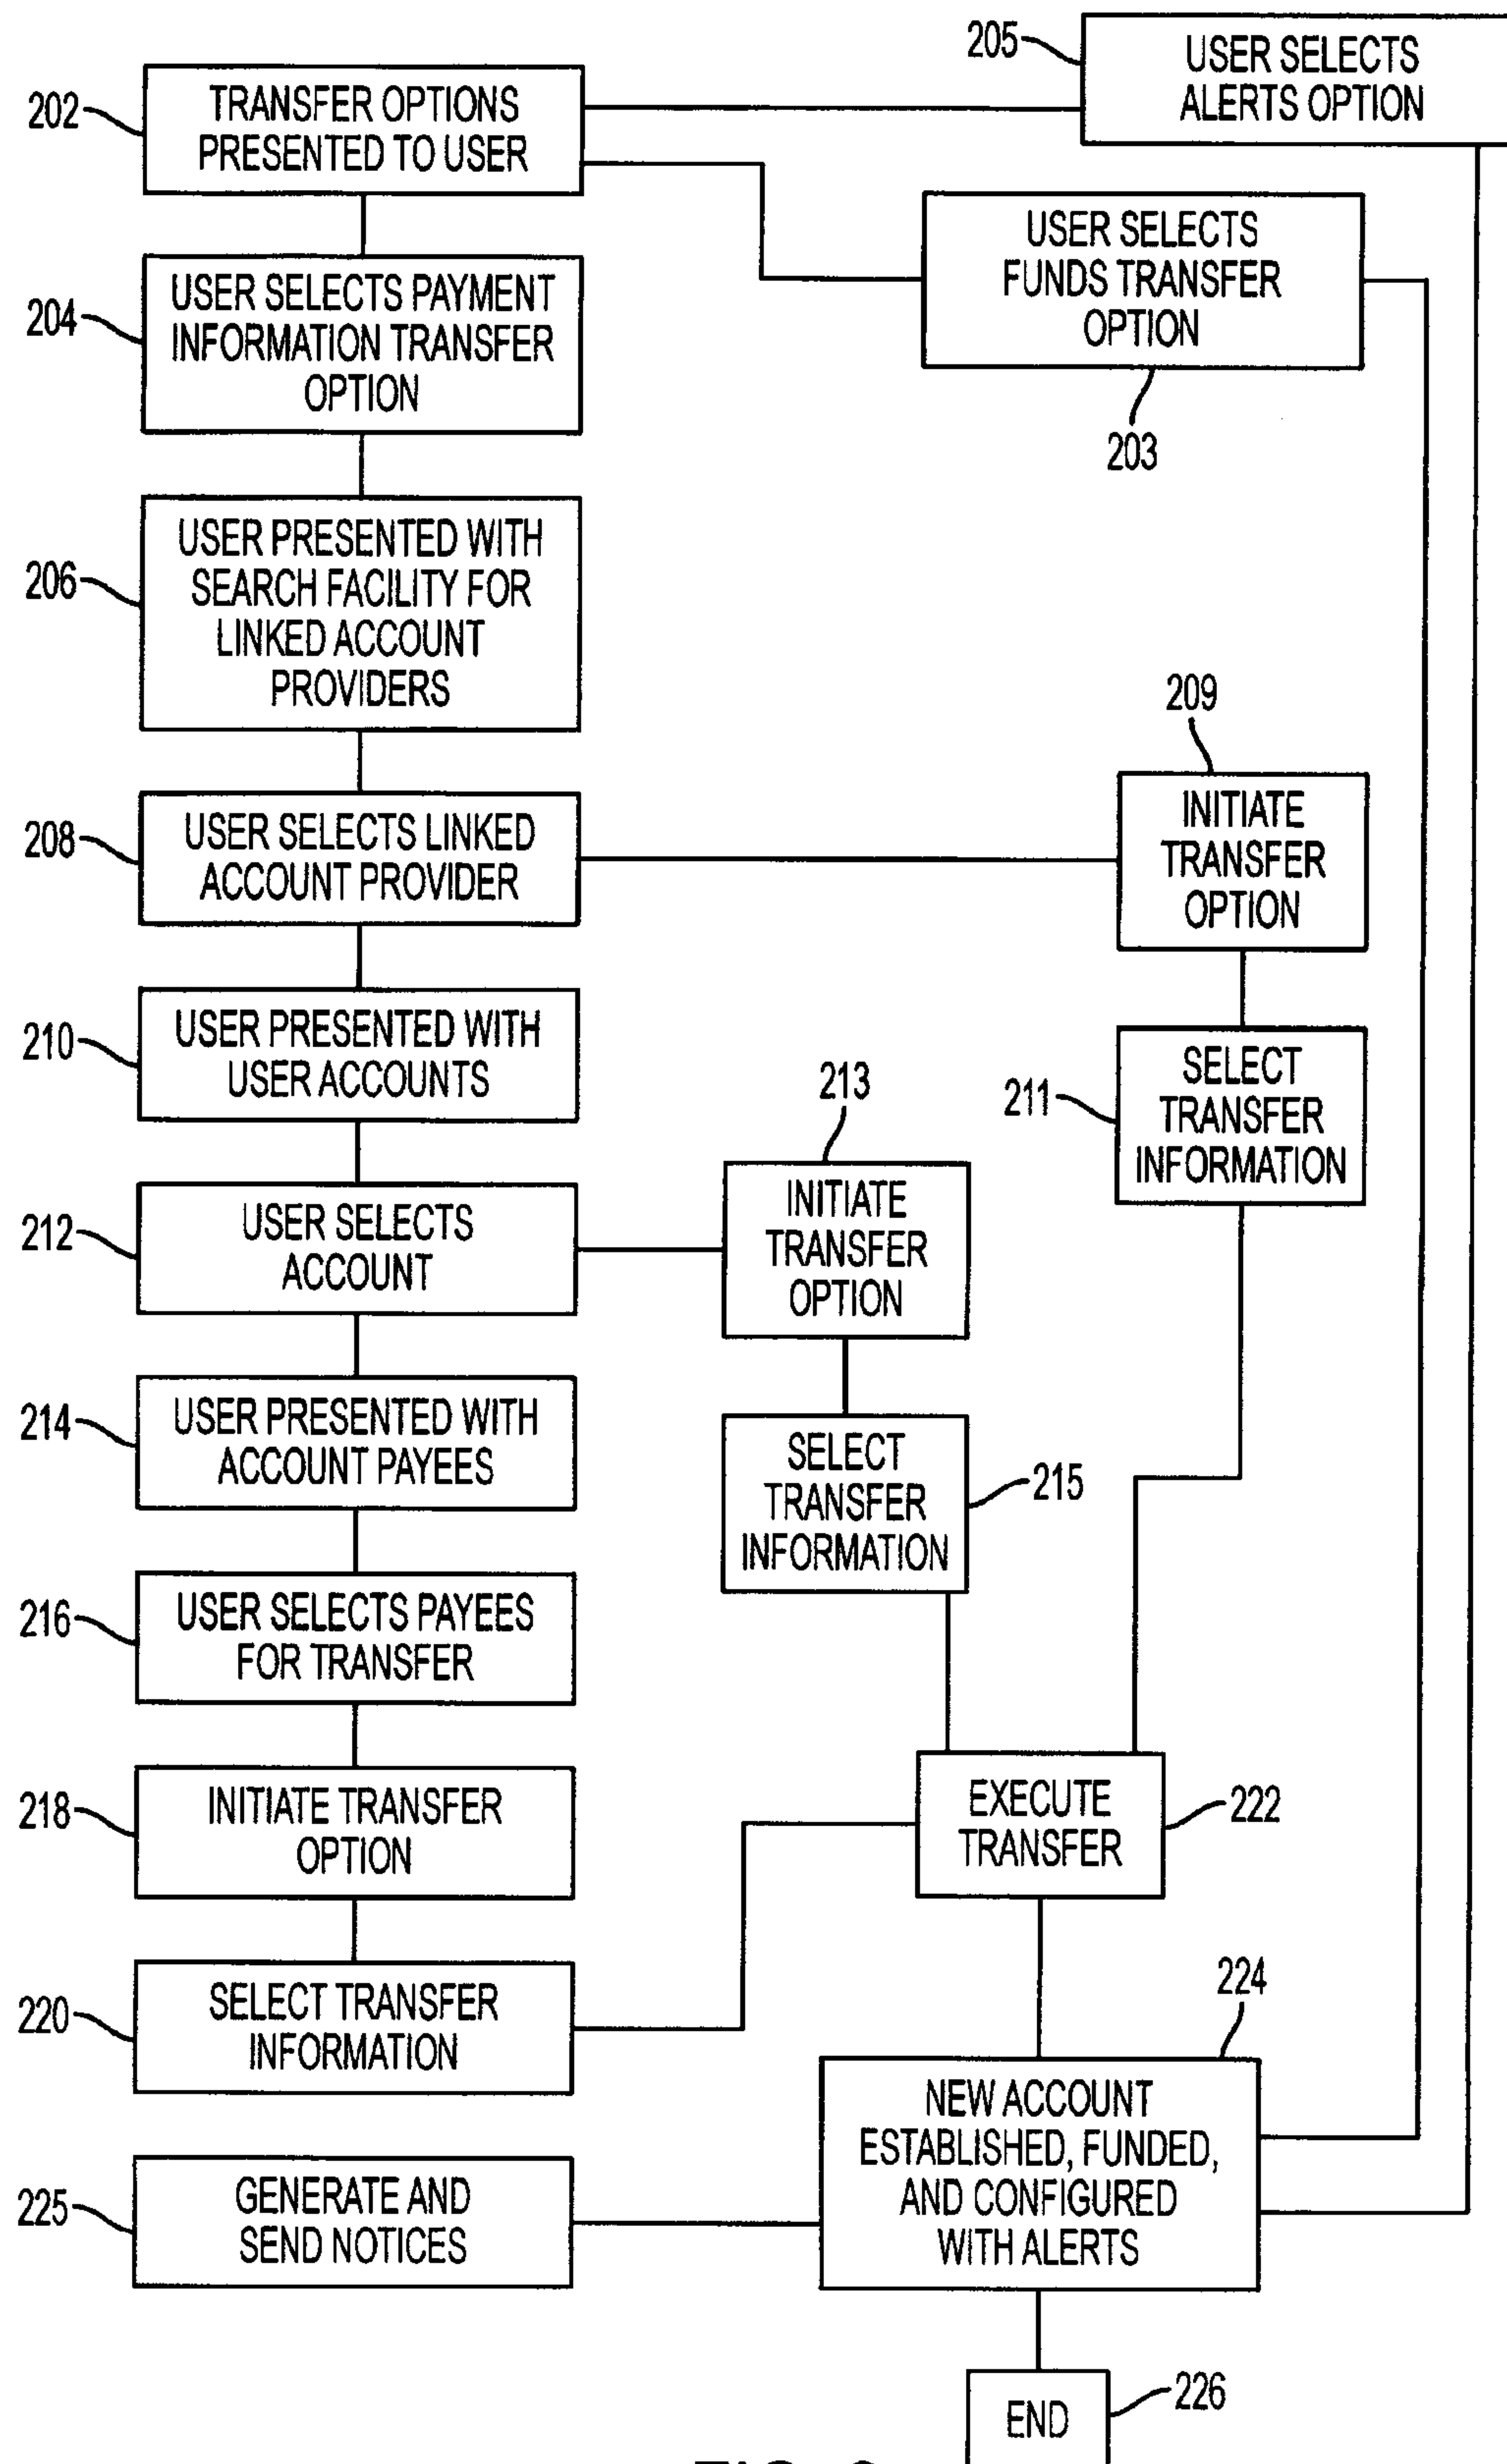 205
USER SELECTS
ALERTS OPTION
202
TRANSFER OPTIONS
PRESENTED TO USER
204
USER SELECTS PAYMENT
INFORMATION TRANSFER
OPTION
USER SELECTS
FUNDS TRANSFER
OPTION
203
206
USER PRESENTED WITH
SEARCH FACILITY FOR
LINKED ACCOUNT
PROVIDERS
208
USER SELECTS LINKED
ACCOUNT PROVIDER
209
INITIATE
TRANSFER
OPTION
210
USER PRESENTED WITH
USER ACCOUNTS
211
SELECT
TRANSFER
INFORMATION
212
USER SELECTS
ACCOUNT
213
INITIATE
TRANSFER
OPTION
214
USER PRESENTED WITH
ACCOUNT PAYEES
SELECT
TRANSFER
INFORMATION
215
216
USER SELECTS PAYEES
FOR TRANSFER
218
INITIATE TRANSFER
OPTION
EXECUTE
TRANSFER
222
220
SELECT TRANSFER
INFORMATION
224
NEW ACCOUNT
ESTABLISHED, FUNDED,
AND CONFIGURED
WITH ALERTS
225
GENERATE AND
SEND NOTICES
END
226